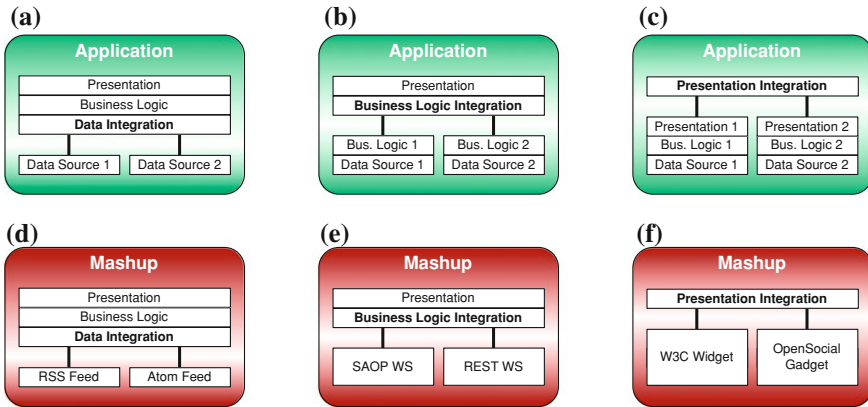 (a)
Application
Presentation
Business Logic
Data Integration
Data Source 1
Data Source 2
(b)
Application
Presentation
Business Logic Integration
Bus. Logic 1
Bus. Logic 2
Data Source 1
Data Source 2
(c)
Application
Presentation Integration
Presentation 1
Presentation 2
Bus. Logic 1
Bus. Logic 2
Data Source 1
Data Source 2
(d)
Mashup
Presentation
Business Logic
Data Integration
RSS Feed
Atom Feed
(e)
Mashup
Presentation
Business Logic Integration
SAOP WS
REST WS
(f)
Mashup
Presentation Integration
W3C Widget
OpenSocial
Gadget